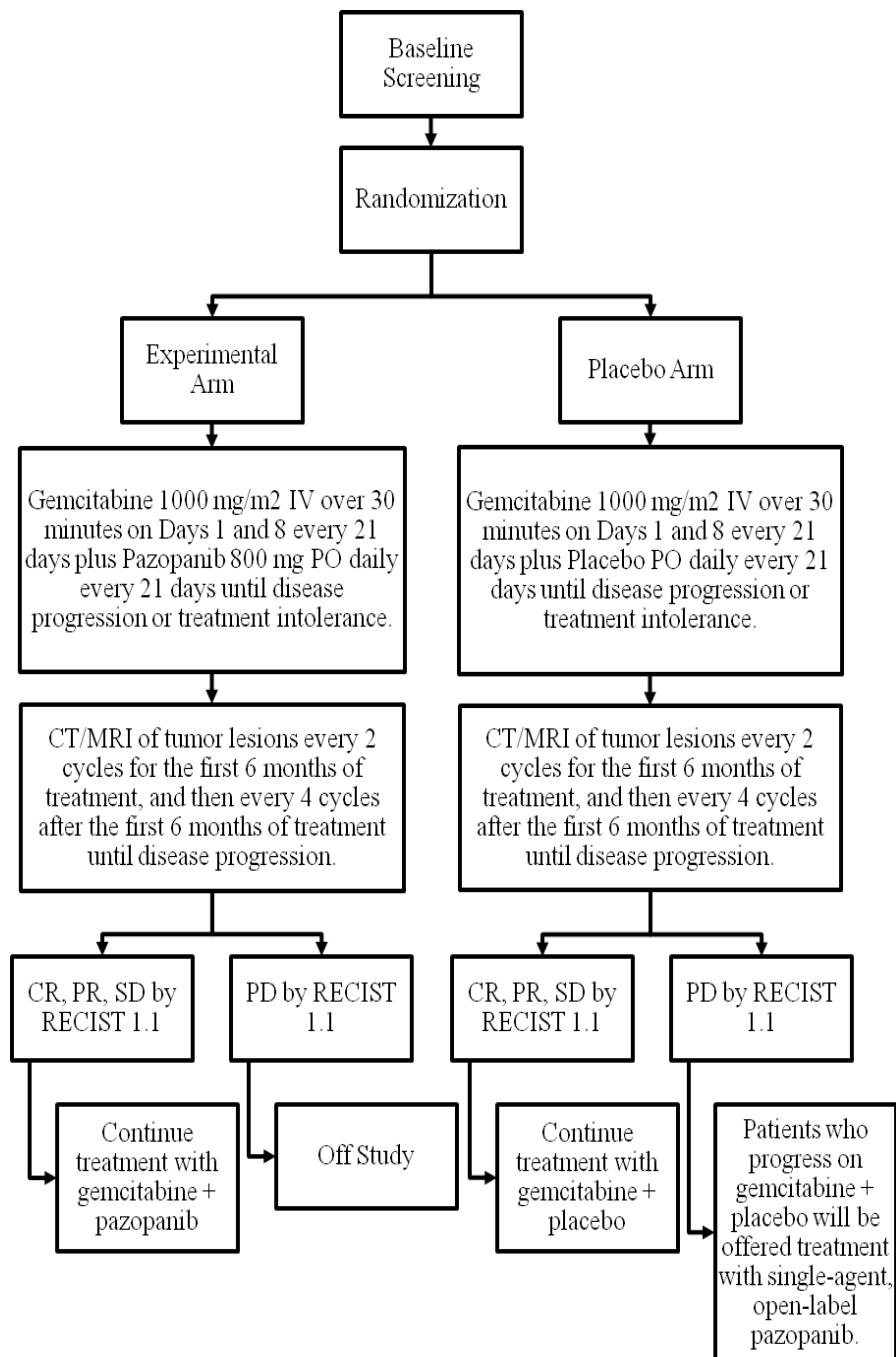 Baseline
Screening
Randomization
Experimental
Arm
Placebo Arm
Gemcitabine 1000 mg/m2 IV over 30
minutes on Days 1 and 8 every 21
days plus Pazopanib 800 mg PO daily
every 21 days until disease
progression or treatment intolerance.
Gemcitabine 1000 mg/m2 IV over 30
minutes on Days 1 and 8 every 21
days plus Placebo PO daily every 21
days until disease progression or
treatment intolerance.
CT/MRI of tumor lesions every 2
cycles for the first 6 months of
treatment, and then every 4 cycles
after the first 6 months of treatment
until disease progression.
CT/MRI of tumor lesions every 2
cycles for the first 6 months of
treatment, and then every 4 cycles
after the first 6 months of treatment
until disease progression.
CR, PR, SD by
RECIST 1.1
PD by RECIST
1.1
CR, PR, SD by
RECIST 1.1
PD by RECIST
1.1
Continue
treatment with
gemcitabine +
pazopanib
Off Study
Continue
treatment with
gemcitabine +
placebo
Patients who
progress on
gemcitabine +
placebo will be
offered treatment
with single-agent,
open-label
pazopanib.